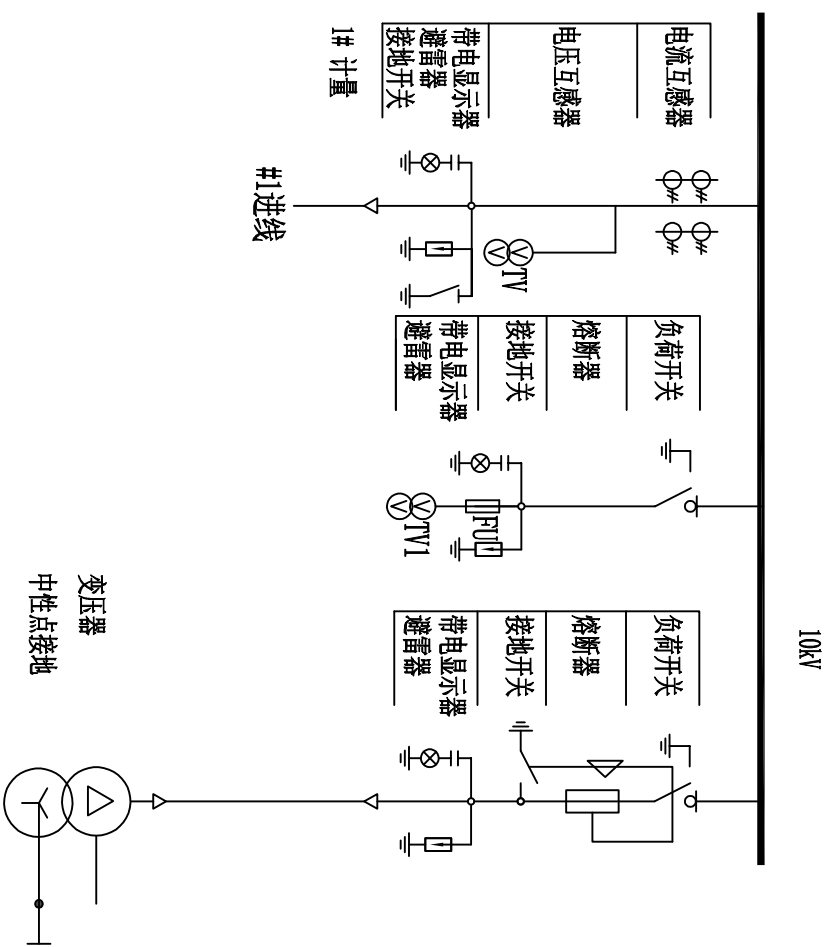 10kV
电流互感器
电压互感器
带电显示器
避雷器
接地开关
1# 计量
#1进线
TV
负荷开关
熔断器
接地开关
带电显示器
避雷器
FU
TV1
负荷开关
熔断器
接地开关
带电显示器
避雷器
变压器
中性点接地